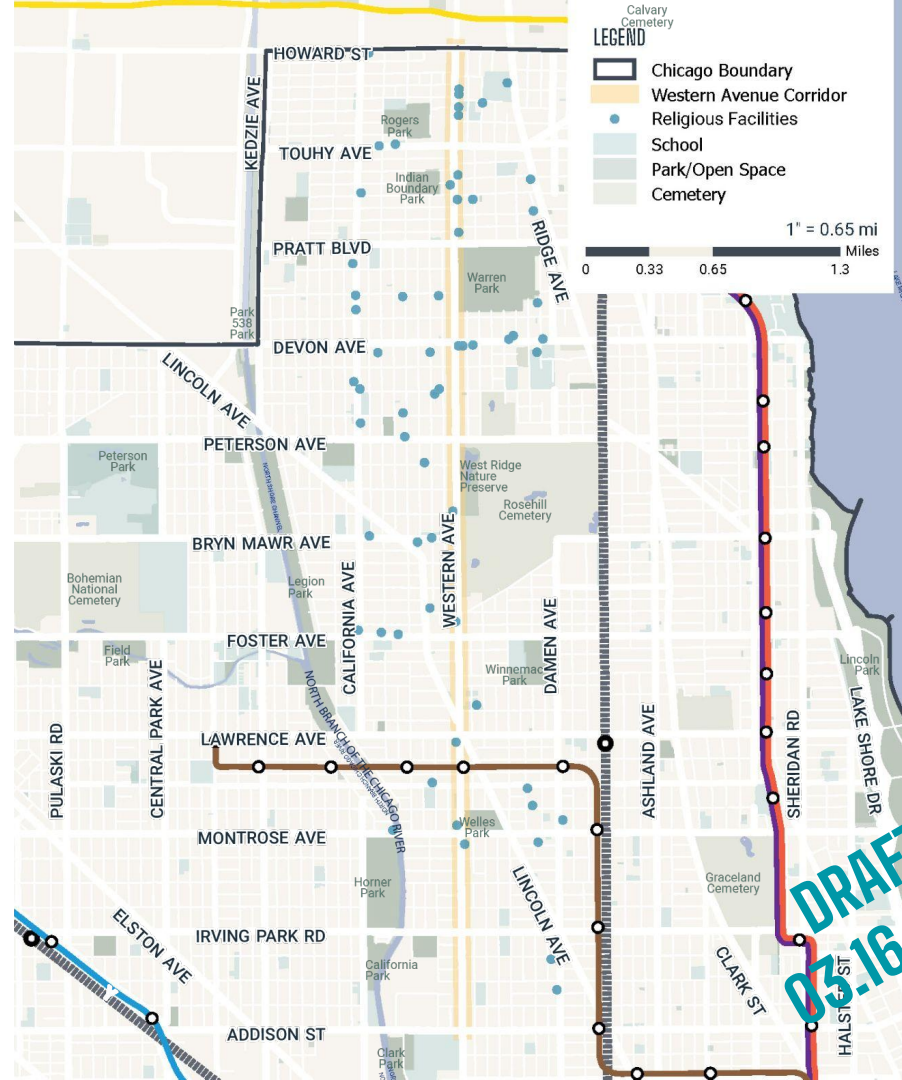 Calvary
Cemetery
LEGEND
Chicago Boundary
Western Avenue Corridor
Religious Facilities
School
Park/Open Space
Cemetery
1" = 0.65 mi
Miles
0 0.33 0.65 1.3
HOWARD ST
KEDZIE AVE
Rogers
Park
TOUHY AVE
Indian
Boundary
Park
PRATT BLVD
RIDGE AVE
Warren
Park
Park
538
Park
DEVON AVE
LINCOLN AVE
PETERSON AVE
Peterson
Park
West Ridge
Nature
Preserve
Rosehill
Cemetery
NORTH SHORE CHANNEL
BRYN MAWR AVE
WESTERN AVE
Bohemian
National
Cemetery
Legion
Park
CALIFORNIA AVE
DAMEN AVE
FOSTER AVE
Field
Park
Winnemac
Park
Lincoln
Park
CENTRAL PARK AVE
NORTH BRANCH OF THE CHICAGO RIVER
PULASKI RD
LAWRENCE AVE
ASHLAND AVE
SHERIDAN RD
LAKE SHORE DR
MONTROSE AVE
Welles
Park
Horner
Park
Graceland
Cemetery
LINCOLN AVE
ELSTON AVE
IRVING PARK RD
California
Park
CLARK ST
HALSTED ST
ADDISON ST
Clark
Park
DRAF
03.16